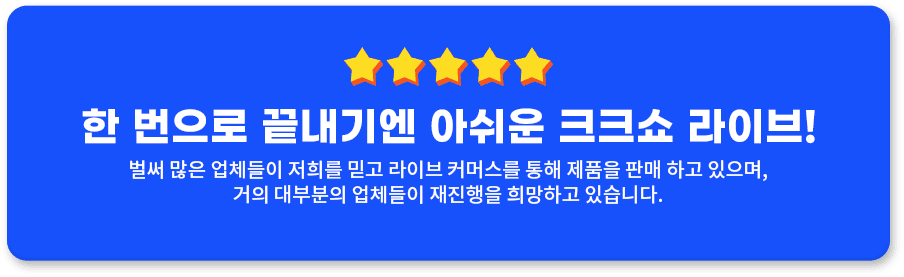 한 번으로 끝내기엔 아쉬운 크크쇼 라이브!
벌써 많은 업체들이 저희를 믿고 라이브 커머스를 통해 제품을 판매 하고 있으며,
거의 대부분의 업체들이 재진행을 희망하고 있습니다.